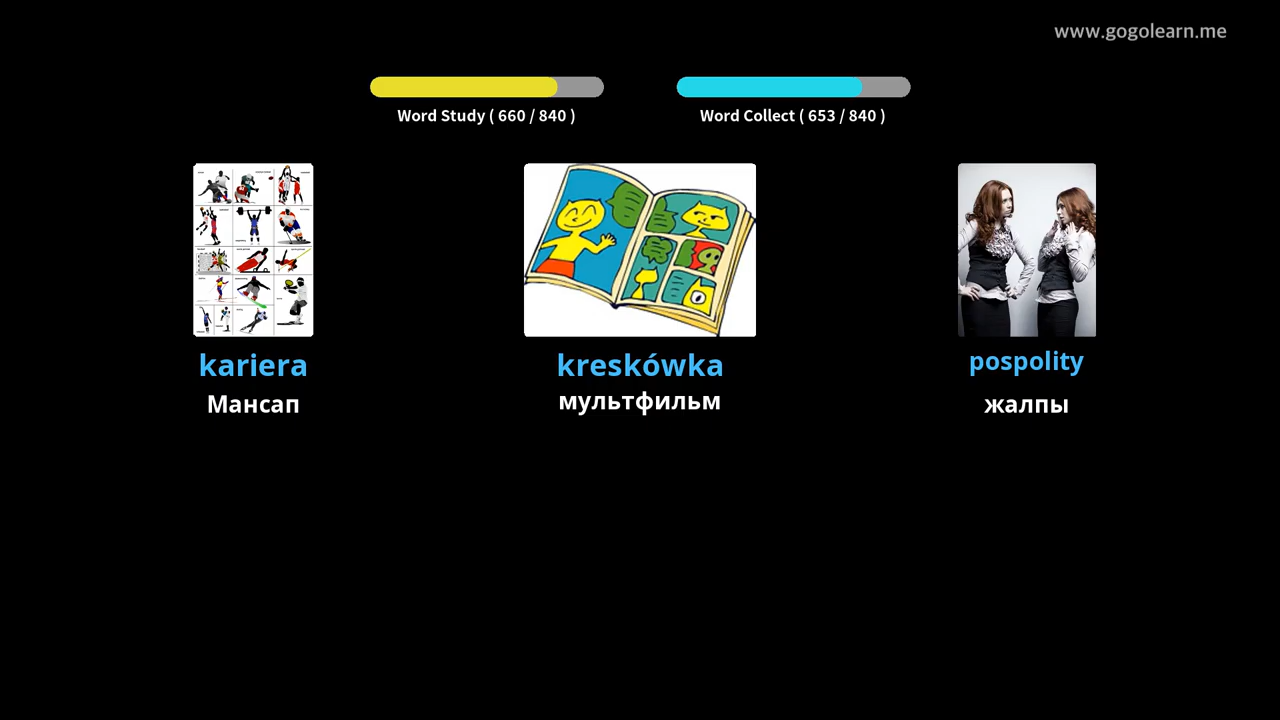 www.gogolearn.me
Word Study ( 660 / 840 )
Word Collect ( 653 / 840 )
kariera
kreskówka
pospolity
Мансап
мультфильм
жалпы